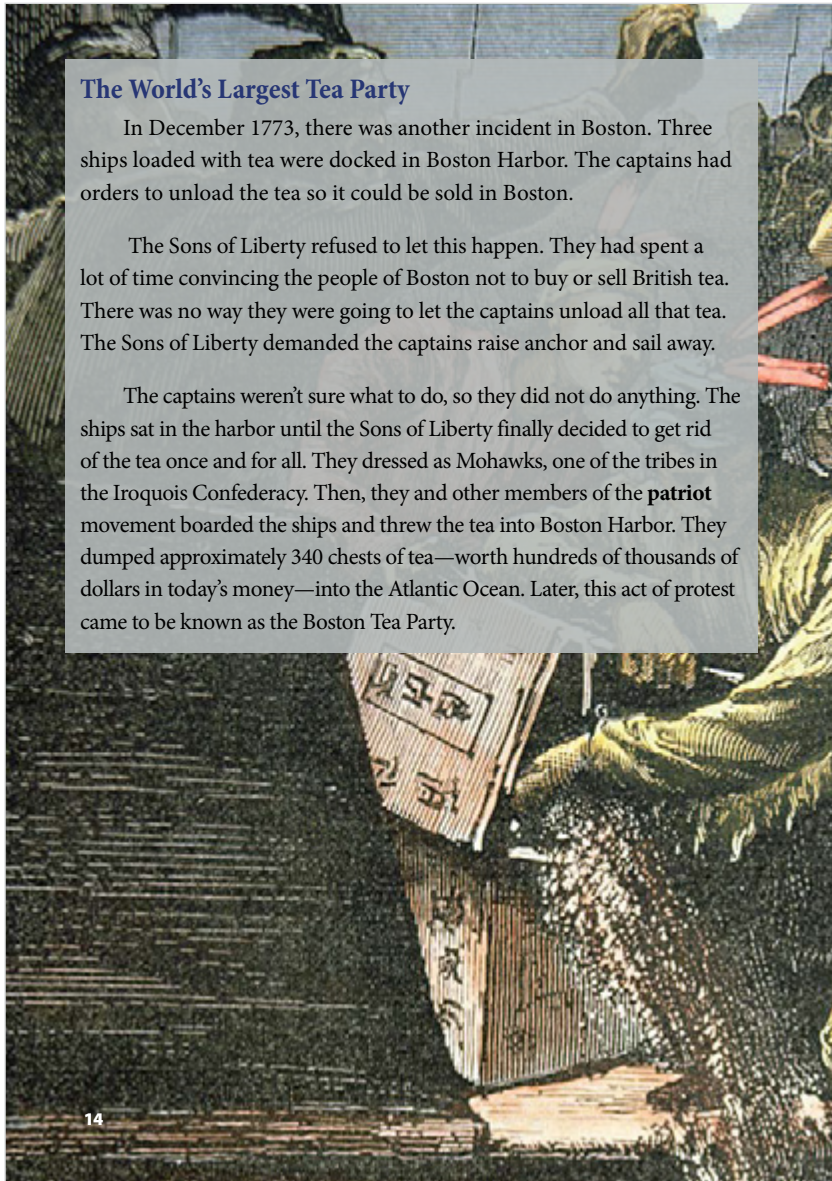 The World's Largest Tea Party
In December 1773, there was another incident in Boston. Three
ships loaded with tea were docked in Boston Harbor. The captains had
orders to unload the tea so it could be sold in Boston.
The Sons of Liberty refused to let this happen. They had spent a
lot of time convincing the people of Boston not to buy or sell British tea.
There was no way they were going to let the captains unload all that tea.
The Sons of Liberty demanded the captains raise anchor and sail away.
The captains weren't sure what to do, so they did not do anything. The
ships sat in the harbor until the Sons of Liberty finally decided to get rid
of the tea once and for all. They dressed as Mohawks, one of the tribes in
the Iroquois Confederacy. Then, they and other members of the patriot
movement boarded the ships and threw the tea into Boston Harbor. They
dumped approximately 340 chests of tea—worth hundreds of thousands of
dollars in today's money—into the Atlantic Ocean. Later, this act of protest
came to be known as the Boston Tea Party.
14